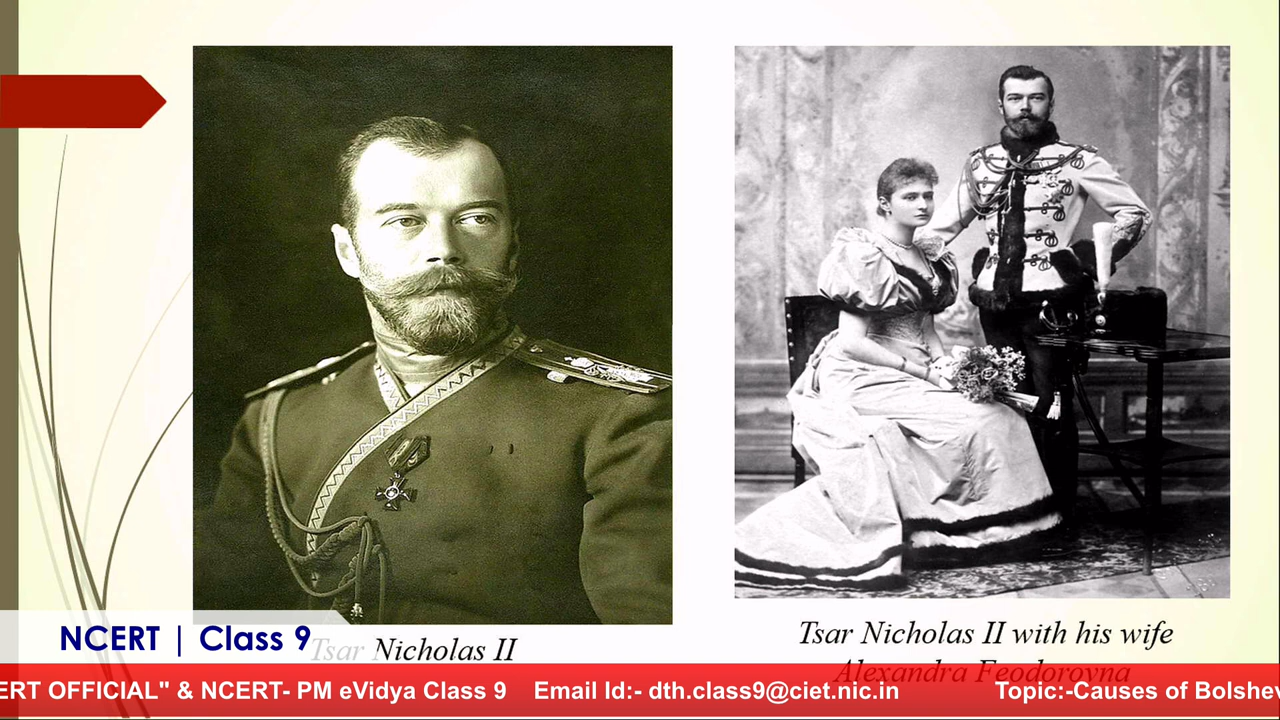 Tsar Nicholas II with his wife
Alexandra Feodorovna
NCERT | Class 9
Tsar Nicholas II
ERT OFFICIAL" & NCERT- PM eVidya Class 9 Email Id:- dth.class9@ciet.nic.in Topic:-Causes of Bolshev